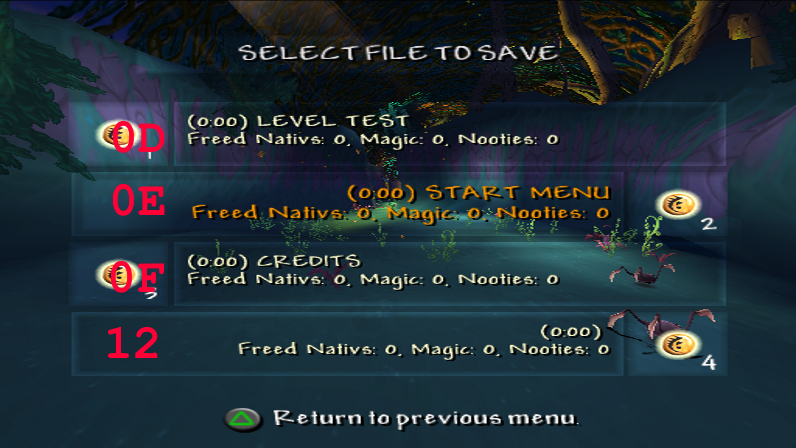 SELECT FILE TO SAVE
0D
1
(0:00) LEVEL TEST
Freed Nativs: 0, Magic: 0, Nooties: 0
0E
(0:00) START MENU
Freed Nativs: 0, Magic: 0, Nooties: 0
2
0F
3
(0:00) CREDITS
Freed Nativs: 0, Magic: 0, Nooties: 0
12
(0:00)
Freed Nativs: 0, Magic: 0, Nooties: 0
4
Return to previous menu.